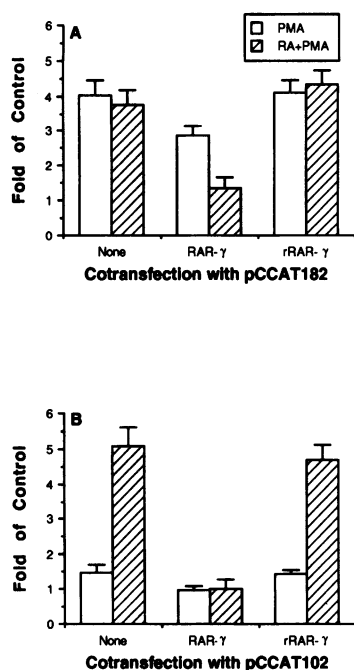 A
PMA
RA+PMA
Fold of Control
6
5
4
3
2
1
0
None
RAR- γ
rRAR- γ
Cotransfection with pCCAT182
B
Fold of Control
6
5
4
3
2
1
0
None
RAR- γ
rRAR- γ
Cotransfection with pCCAT102